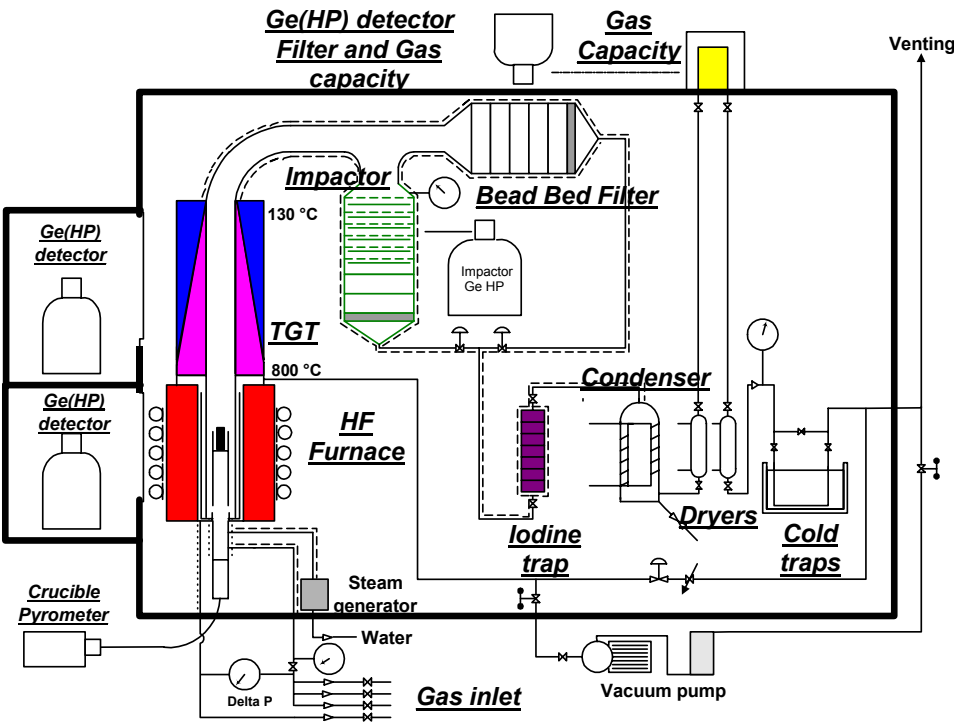 Ge(HP) detector
Filter and Gas
capacity
Gas
Capacity
Venting
Impactor
Bead Bed Filter
130 °C
Ge(HP)
detector
Impactor
Ge HP
TGT
800 °C
Condenser
Ge(HP)
detector
HF
Furnace
Iodine
trap
Dryers
Cold
traps
Crucible
Pyrometer
Steam
generator
Water
Delta P
Gas inlet
Vacuum pump